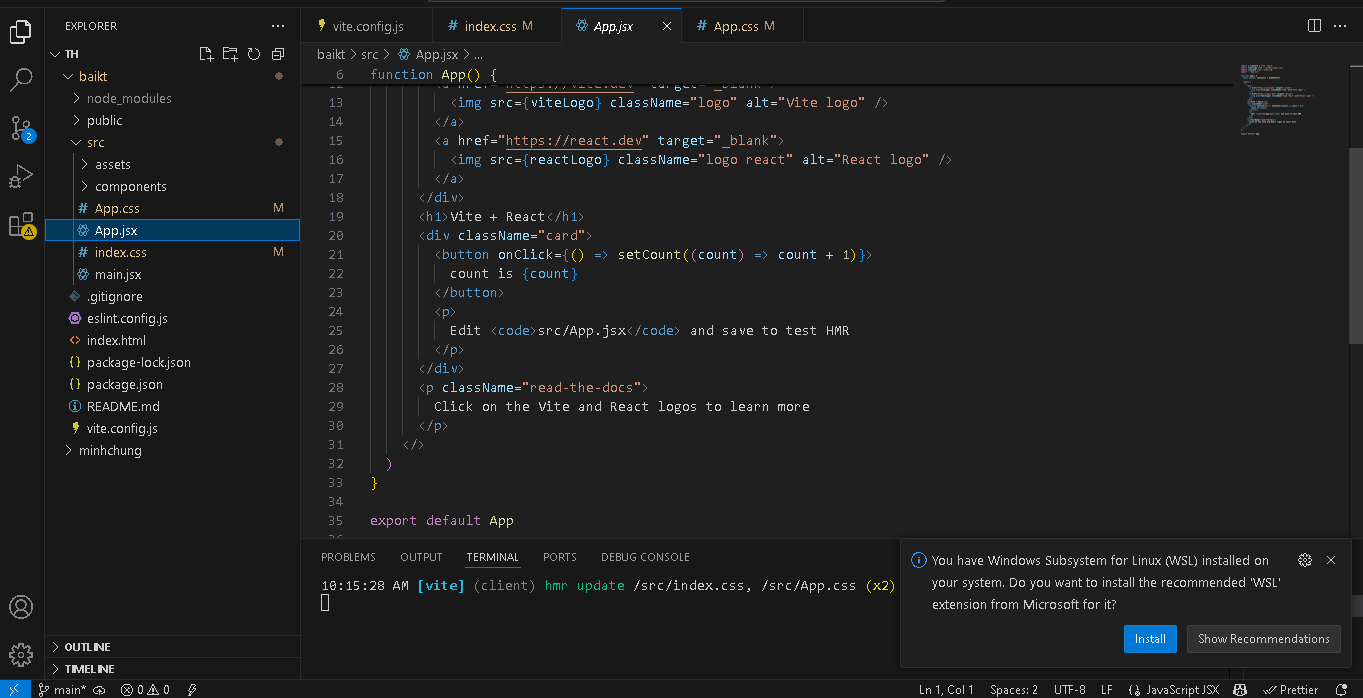 EXPLORER
TH
baikt
node_modules
public
src
assets
components
# App.css M
App.jsx
# index.css M
main.jsx
.gitignore
eslint.config.js
<> index.html
{} package-lock.json
{} package.json
README.md
vite.config.js
minhchung
OUTLINE
TIMELINE
2
vite.config.js
# index.css M
App.jsx
# App.css M
baikt > src > App.jsx > ...
6 function App() {
12 <a href="https://vite.dev" target="_blank">
13 <img src={viteLogo} className="logo" alt="Vite logo" />
14 </a>
15 <a href="https://react.dev" target="_blank">
16 <img src={reactLogo} className="logo react" alt="React logo" />
17 </a>
18 </div>
19 <h1>Vite + React</h1>
20 <div className="card">
21 <button onClick={() => setCount((count) => count + 1)}>
22 count is {count}
23 </button>
24 <p>
25 Edit <code>src/App.jsx</code> and save to test HMR
26 </p>
27 </div>
28 <p className="read-the-docs">
29 Click on the Vite and React logos to learn more
30 </p>
31 </>
32 )
33 }
34
35 export default App
PROBLEMS OUTPUT TERMINAL PORTS DEBUG CONSOLE
10:15:28 AM [vite] (client) hmr update /src/index.css, /src/App.css (x2)
You have Windows Subsystem for Linux (WSL) installed on
your system. Do you want to install the recommended 'WSL'
extension from Microsoft for it?
Install
Show Recommendations
main* 0 0
Ln 1, Col 1 Spaces: 2 UTF-8 LF {} JavaScript JSX Prettier